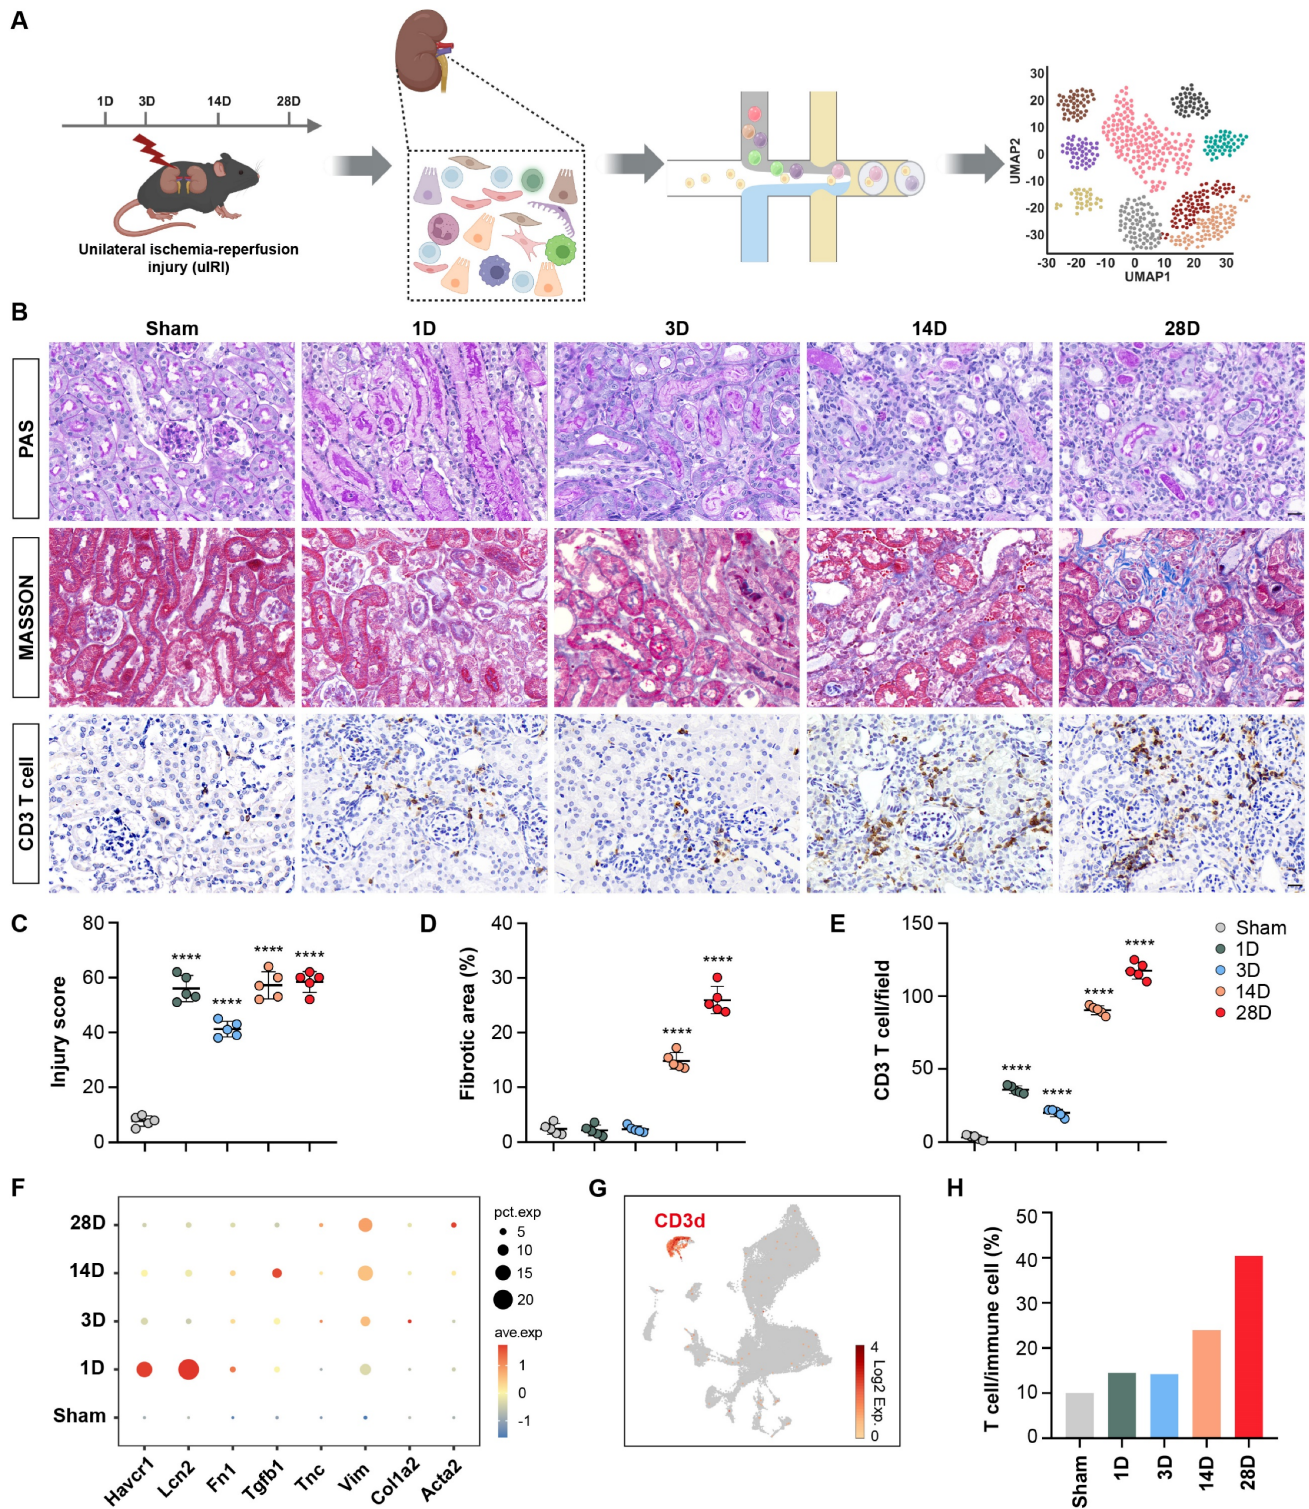 A
1D 3D 14D 28D
Unilateral ischemia-reperfusion
injury (uIRI)
UMAP2
30
20
10
0
-10
-20
-30
-30 -20 -10 0 10 20 30
UMAP1
B
Sham 1D 3D 14D 28D
PAS
MASSON
CD3 T cell
C
Injury score
80
60
40
20
0
**** **** **** ****
D
Fibrotic area (%)
40
30
20
10
0
**** ****
E
CD3 T cell/field
150
100
50
0
**** **** **** ****
Sham
1D
3D
14D
28D
F
28D
14D
3D
1D
Sham
Havcr1 Lcn2 Fn1 Tgfb1 Tnc Vim Col1a2 Acta2
pct.exp
5
10
15
20
ave.exp
1
0
-1
G
CD3d
4
Log2 Exp.
0
H
T cell/immune cell (%)
50
40
30
20
10
0
Sham 1D 3D 14D 28D